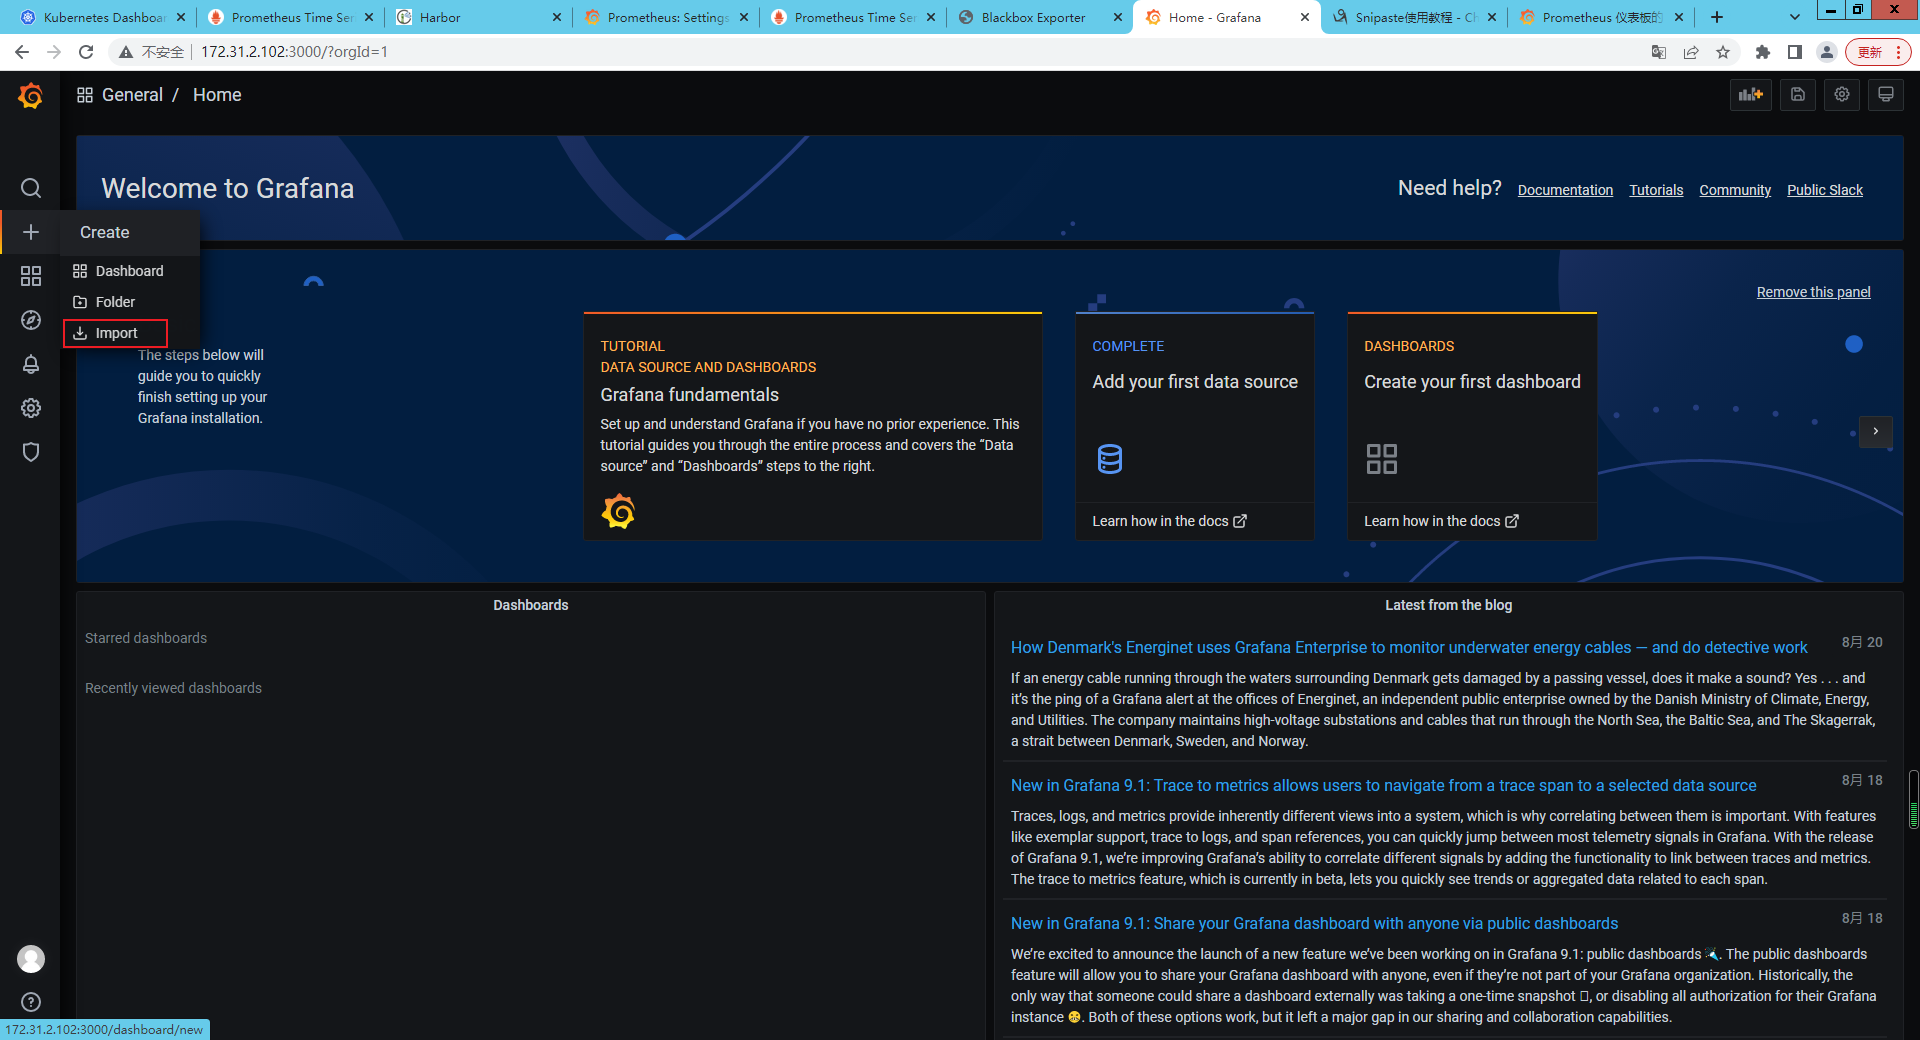 Kubernetes Dashboar
Prometheus Time Ser
Harbor
Prometheus: Settings
Prometheus Time Ser
Blackbox Exporter
Home - Grafana
Snipaste使用教程 - Ch
Prometheus 仪表板的
不安全
172.31.2.102:3000/?orgId=1
更新
General / Home
Welcome to Grafana
Need help?
Documentation
Tutorials
Community
Public Slack
Create
Dashboard
Folder
Import
The steps below will
guide you to quickly
finish setting up your
Grafana installation.
Remove this panel
TUTORIAL
DATA SOURCE AND DASHBOARDS
Grafana fundamentals
Set up and understand Grafana if you have no prior experience. This
tutorial guides you through the entire process and covers the “Data
source” and “Dashboards” steps to the right.
COMPLETE
Add your first data source
Learn how in the docs
DASHBOARDS
Create your first dashboard
Learn how in the docs
Dashboards
Starred dashboards
Recently viewed dashboards
Latest from the blog
How Denmark's Energinet uses Grafana Enterprise to monitor underwater energy cables — and do detective work
8月 20
If an energy cable running through the waters surrounding Denmark gets damaged by a passing vessel, does it make a sound? Yes . . . and
it’s the ping of a Grafana alert at the offices of Energinet, an independent public enterprise owned by the Danish Ministry of Climate, Energy,
and Utilities. The company maintains high-voltage substations and cables that run through the North Sea, the Baltic Sea, and The Skagerrak,
a strait between Denmark, Sweden, and Norway.
New in Grafana 9.1: Trace to metrics allows users to navigate from a trace span to a selected data source
8月 18
Traces, logs, and metrics provide inherently different views into a system, which is why correlating between them is important. With features
like exemplar support, trace to logs, and span references, you can quickly jump between most telemetry signals in Grafana. With the release
of Grafana 9.1, we’re improving Grafana’s ability to correlate different signals by adding the functionality to link between traces and metrics.
The trace to metrics feature, which is currently in beta, lets you quickly see trends or aggregated data related to each span.
New in Grafana 9.1: Share your Grafana dashboard with anyone via public dashboards
8月 18
We’re excited to announce the launch of a new feature we’ve been working on in Grafana 9.1: public dashboards. The public dashboards
feature will allow you to share your Grafana dashboard with anyone, even if they’re not part of your Grafana organization. Historically, the
only way that someone could share a dashboard externally was taking a one-time snapshot, or disabling all authorization for their Grafana
instance. Both of these options work, but it left a major gap in our sharing and collaboration capabilities.
172.31.2.102:3000/dashboard/new